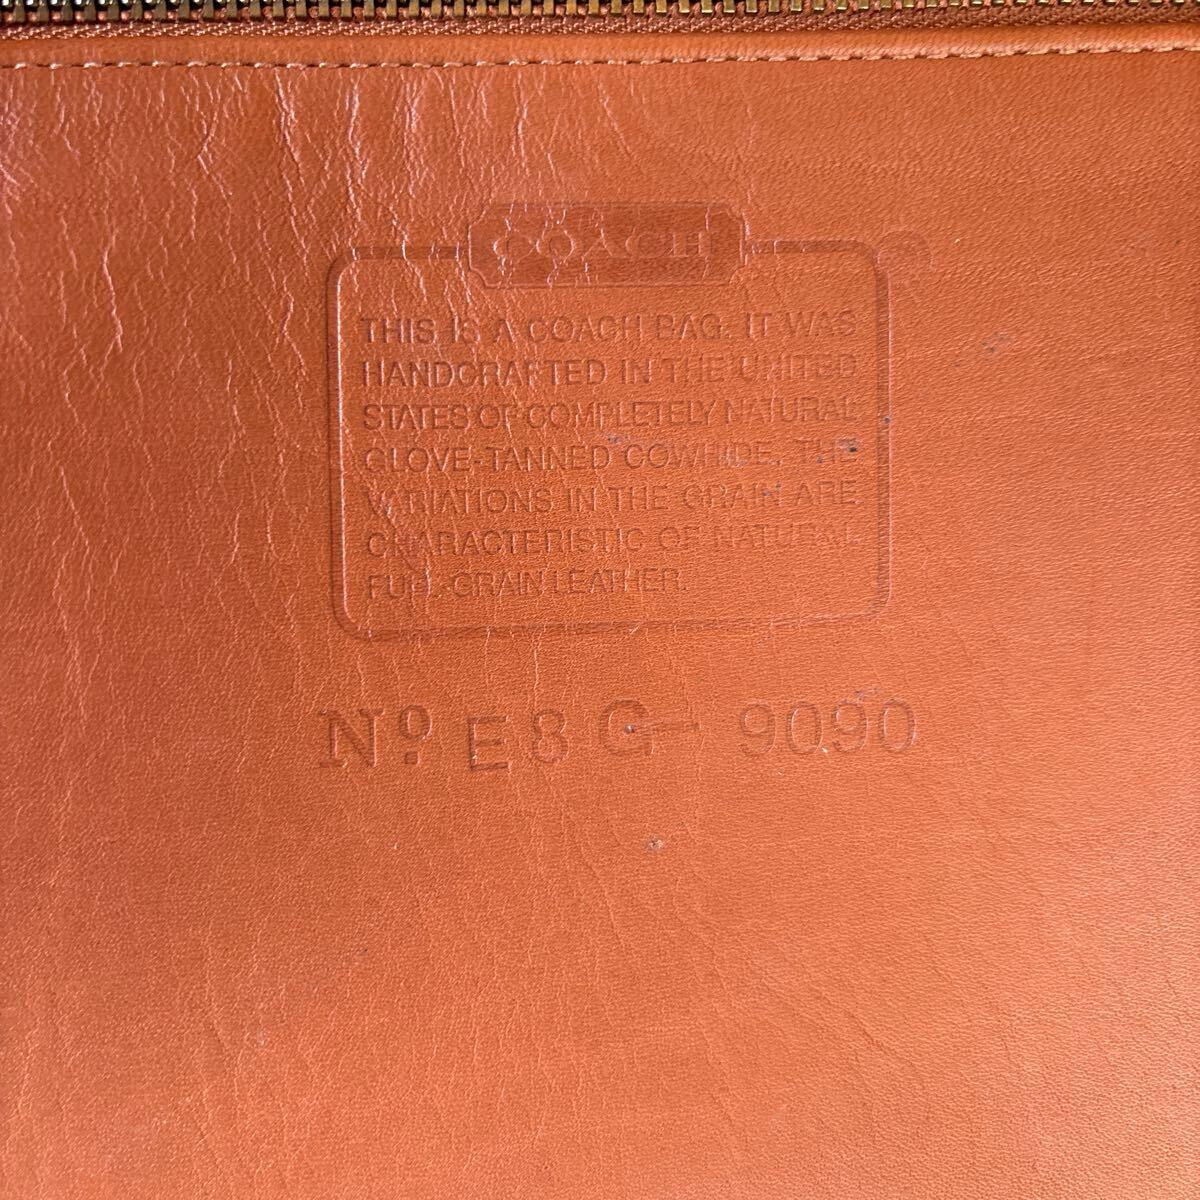 COACH
THIS IS A COACH BAG. IT WAS
HANDCRAFTED IN THE UNITED
STATES OF COMPLETELY NATURAL
GLOVE-TANNED COWHIDE. THE
VARIATIONS IN THE GRAIN ARE
CHARACTERISTIC OF NATURAL
FULL-GRAIN LEATHER.
Nº E8G-9090